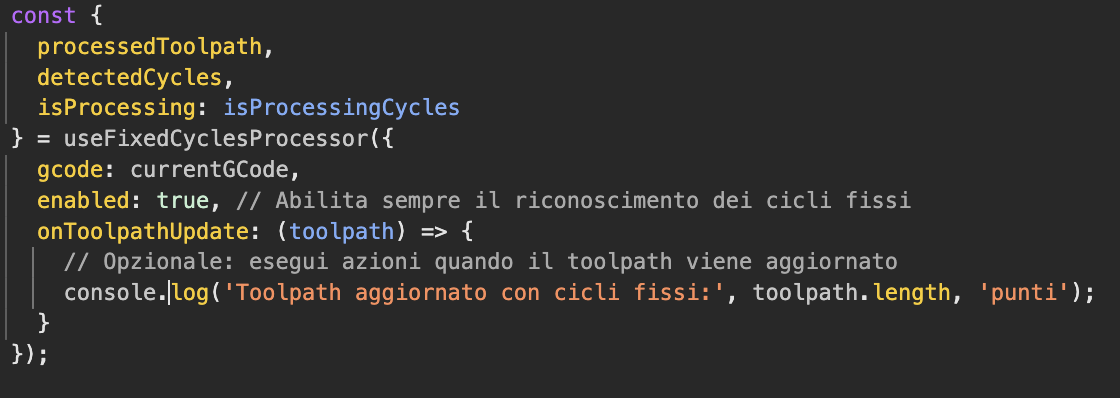 const {
  processedToolpath,
  detectedCycles,
  isProcessing: isProcessingCycles
} = useFixedCyclesProcessor({
  gcode: currentGCode,
  enabled: true, // Abilita sempre il riconoscimento dei cicli fissi
  onToolpathUpdate: (toolpath) => {
    // Opzionale: esegui azioni quando il toolpath viene aggiornato
    console.log('Toolpath aggiornato con cicli fissi:', toolpath.length, 'punti');
  }
});